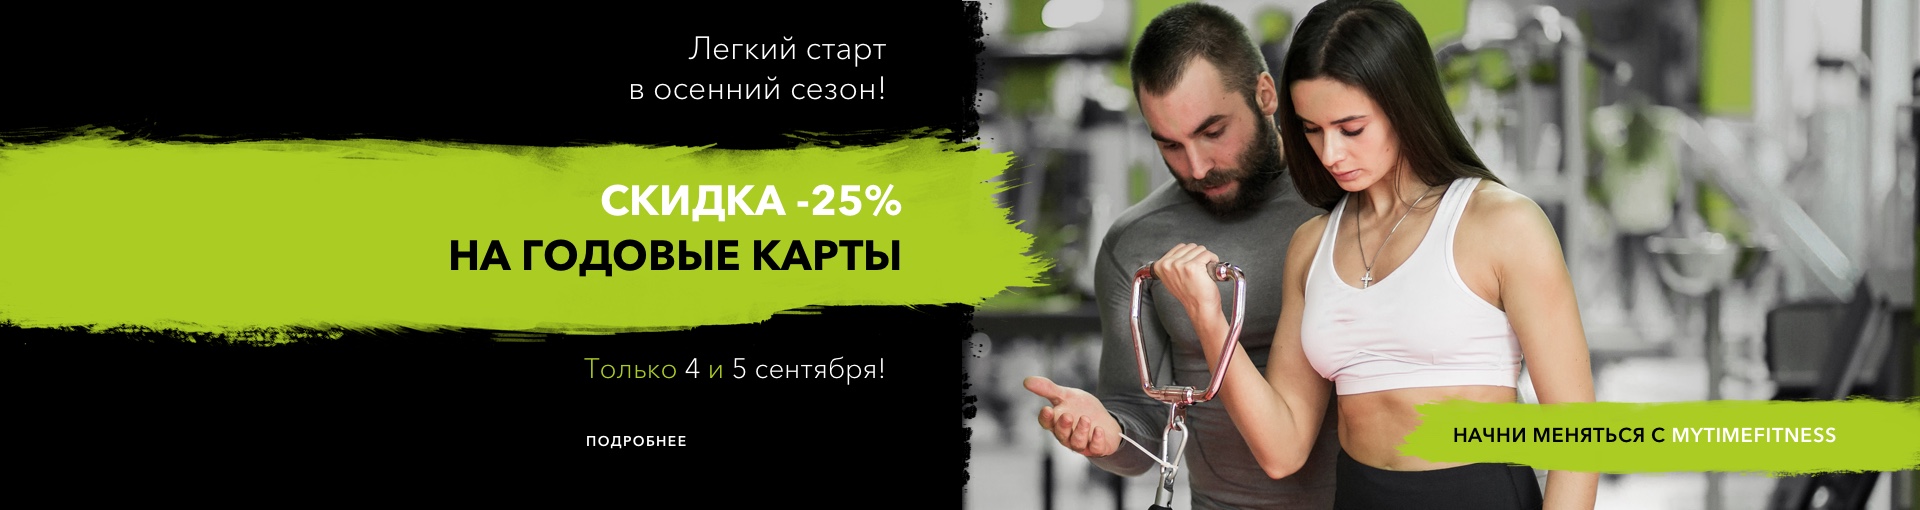 Легкий старт
в осенний сезон!
СКИДКА -25%
НА ГОДОВЫЕ КАРТЫ
Только 4 и 5 сентября!
ПОДРОБНЕЕ
НАЧНИ МЕНЯТЬСЯ С MYTIMEFITNESS